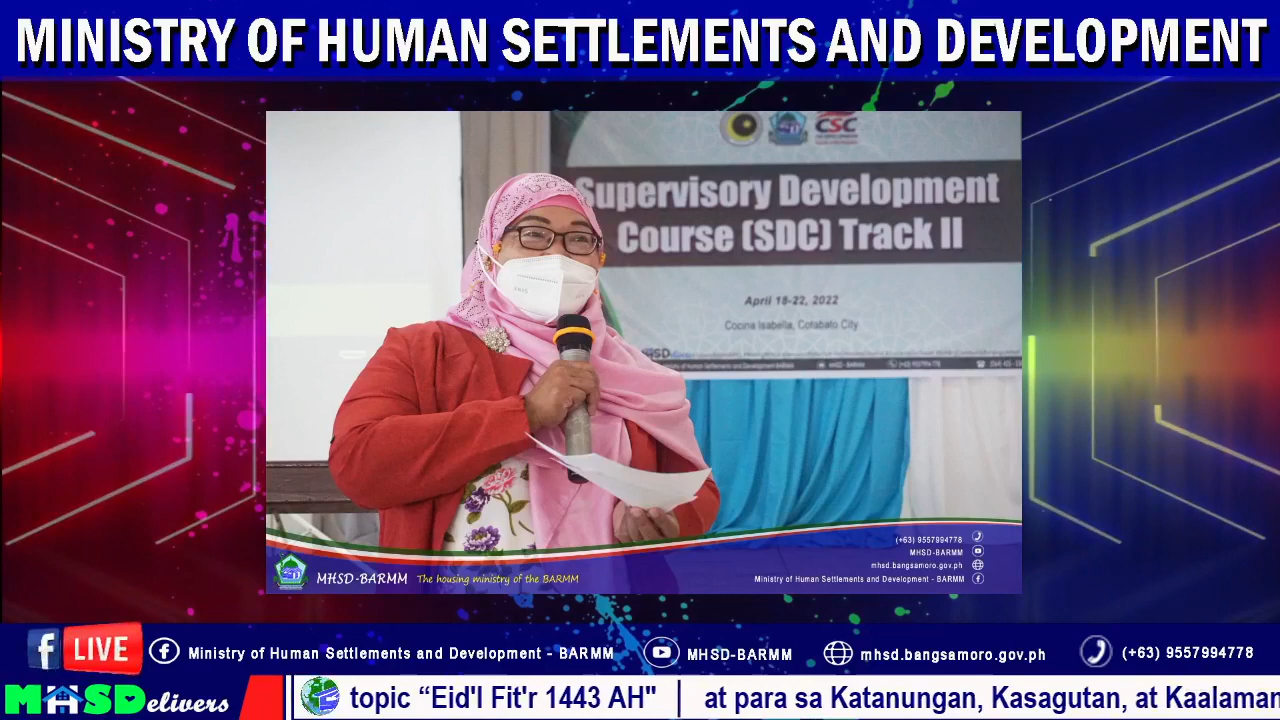 MINISTRY OF HUMAN SETTLEMENTS AND DEVELOPMENT
CSC
Supervisory Development
Course (SDC) Track II
April 18-22, 2022
Cocina Isabella, Cotabato City
MHSD
(+63) 9557994778
MHSD-BARMM
mhsd.bangsamoro.gov.ph
Ministry of Human Settlements and Development - BARMM
MHSD-BARMM The housing ministry of the BARMM
f LIVE
Ministry of Human Settlements and Development - BARMM
MHSD-BARMM
mhsd.bangsamoro.gov.ph
(+63) 9557994778
MHSDelivers
topic “Eid'l Fit'r 1443 AH" | at para sa Katanungan, Kasagutan, at Kaalaman